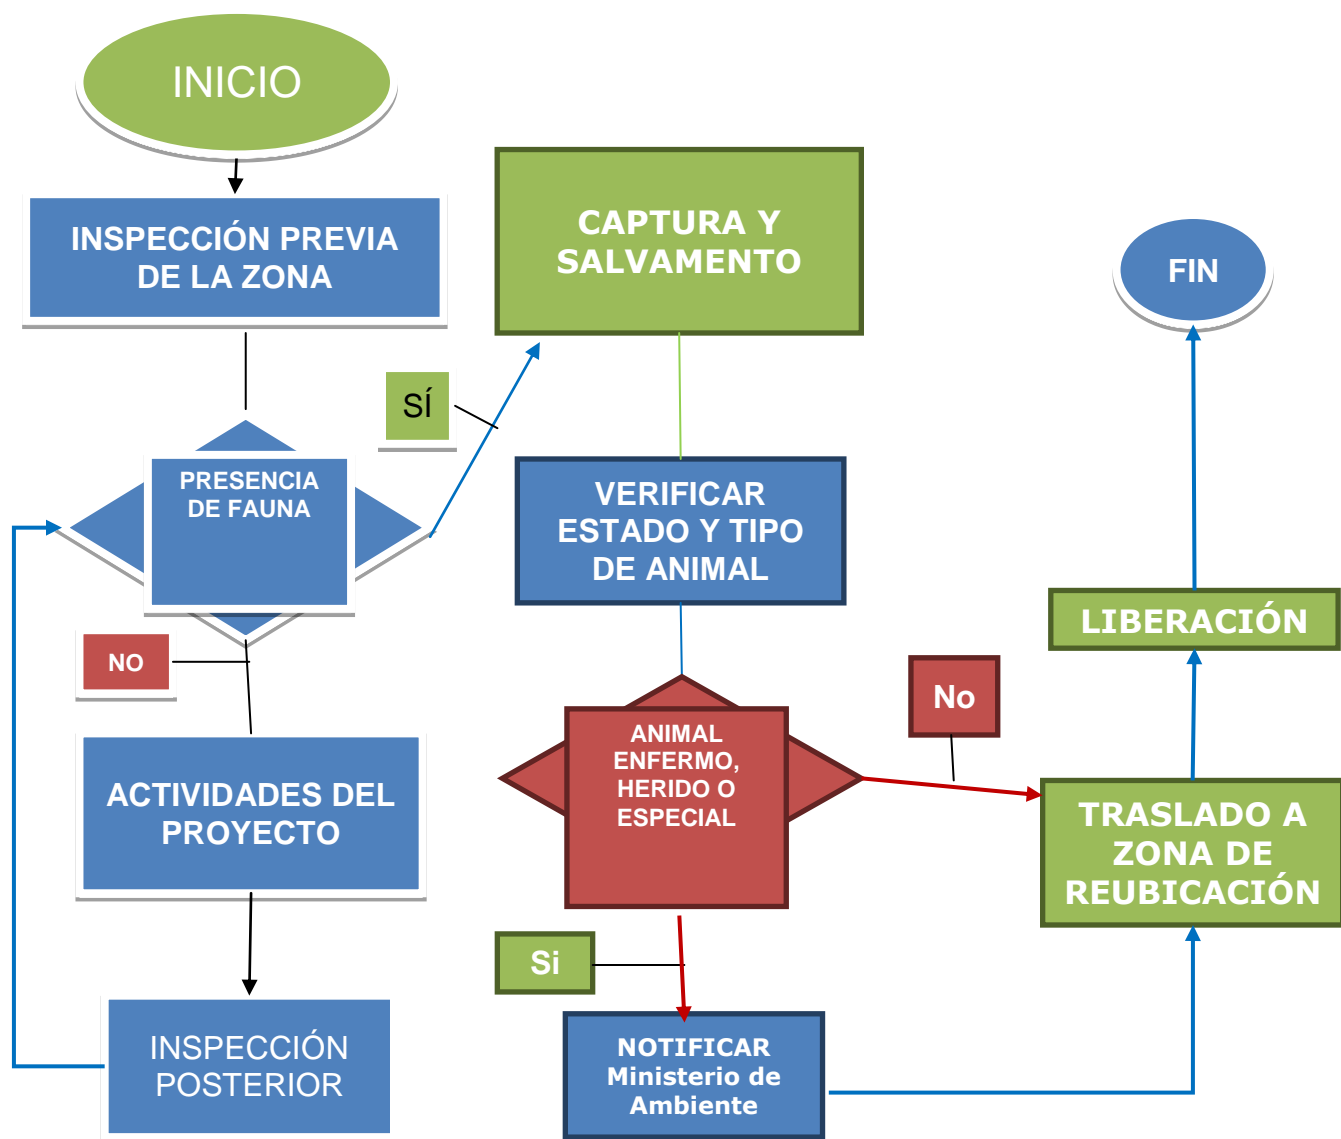 INICIO
INSPECCIÓN PREVIA
DE LA ZONA
PRESENCIA
DE FAUNA
SÍ
NO
ACTIVIDADES DEL
PROYECTO
INSPECCIÓN
POSTERIOR
CAPTURA Y
SALVAMENTO
VERIFICAR
ESTADO Y TIPO
DE ANIMAL
ANIMAL
ENFERMO,
HERIDO O
ESPECIAL
No
Si
NOTIFICAR
Ministerio de
Ambiente
TRASLADO A
ZONA DE
REUBICACIÓN
LIBERACIÓN
FIN